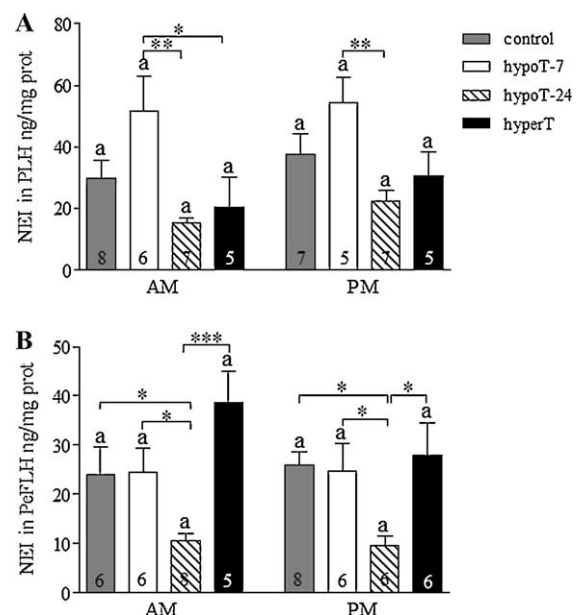 A
NEI in PLH ng/mg prot
80
60
40
20
0
*
**
**
a a a a a a a a
8 6 7 5 7 5 7 5
AM PM
control
hypoT-7
hypoT-24
hyperT
B
NEI in PeFLH ng/mg prot
50
40
30
20
10
0
***
* * *
* *
a a a a a a a a
6 6 8 5 8 6 6 6
AM PM